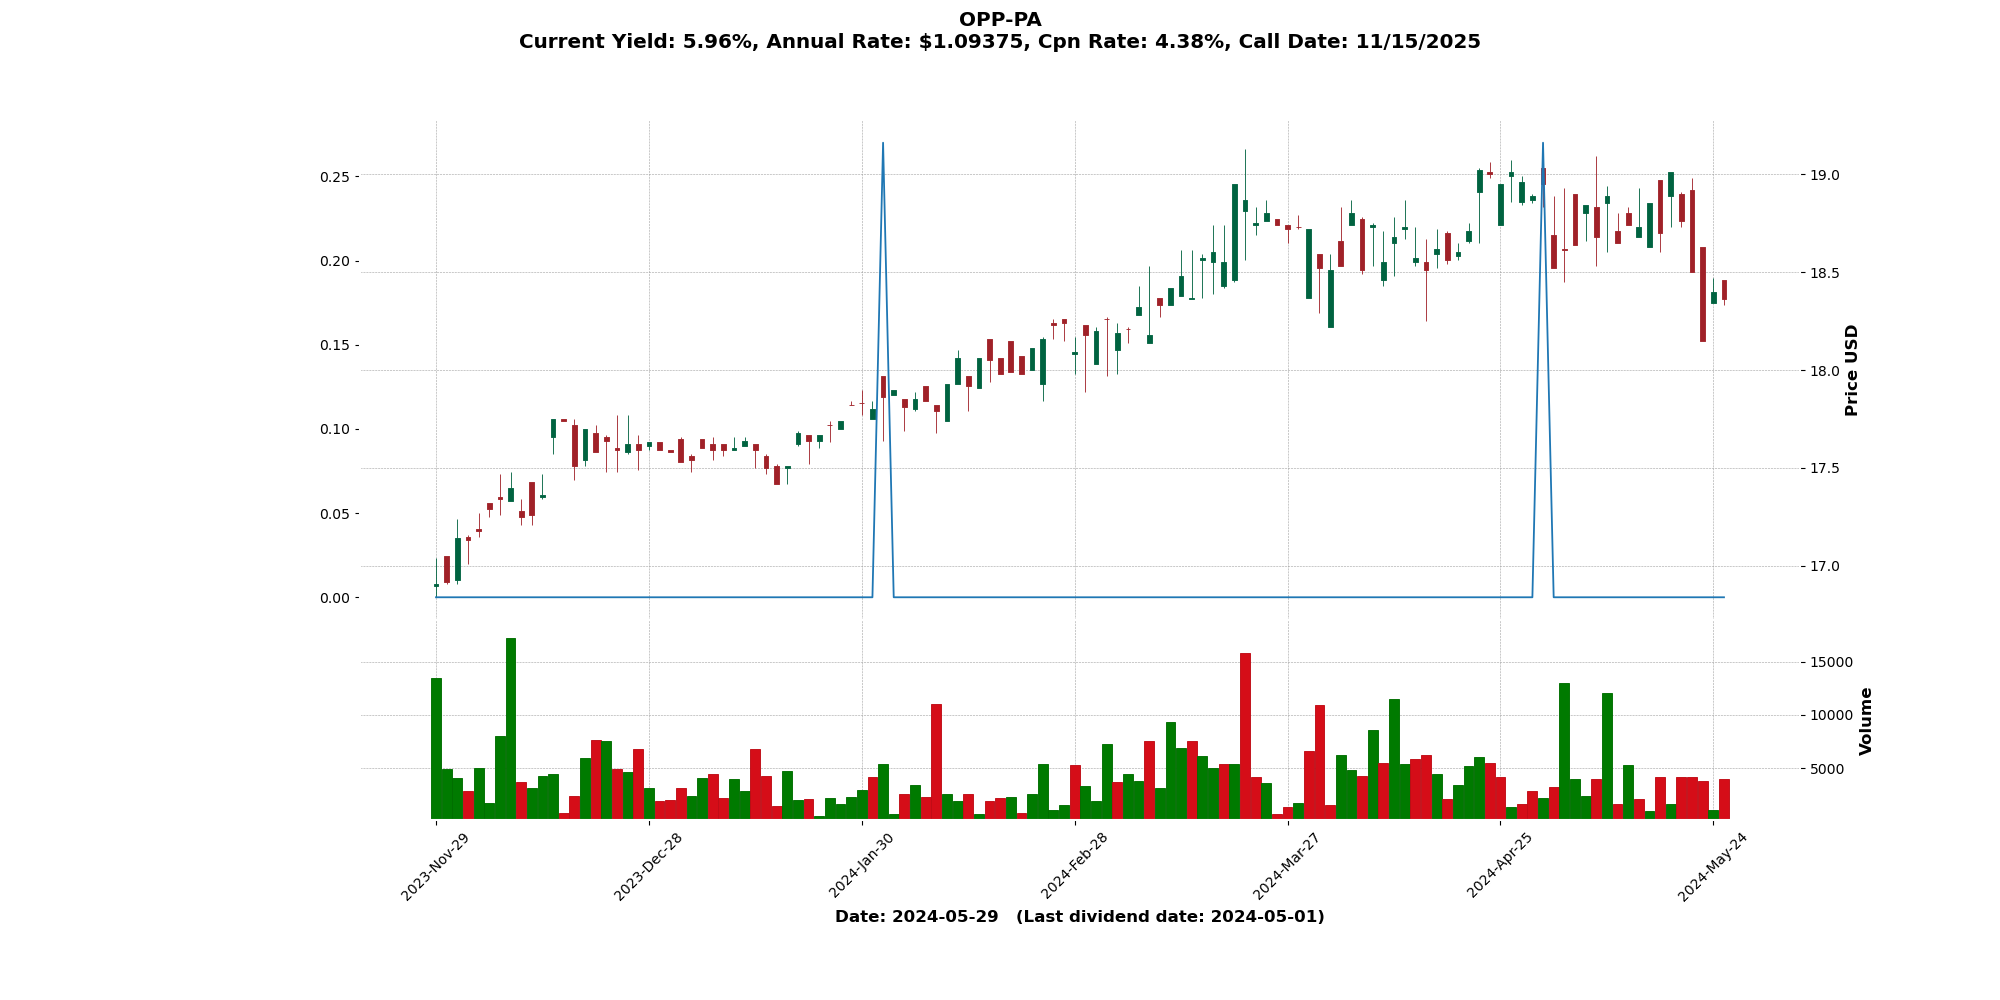 OPP-PA
Current Yield: 5.96%, Annual Rate: $1.09375, Cpn Rate: 4.38%, Call Date: 11/15/2025
0.25
0.20
0.15
0.10
0.05
0.00
19.0
18.5
18.0
17.5
17.0
Price USD
15000
10000
5000
Volume
2023-Nov-29
2023-Dec-28
2024-Jan-30
2024-Feb-28
2024-Mar-27
2024-Apr-25
2024-May-24
Date: 2024-05-29   (Last dividend date: 2024-05-01)